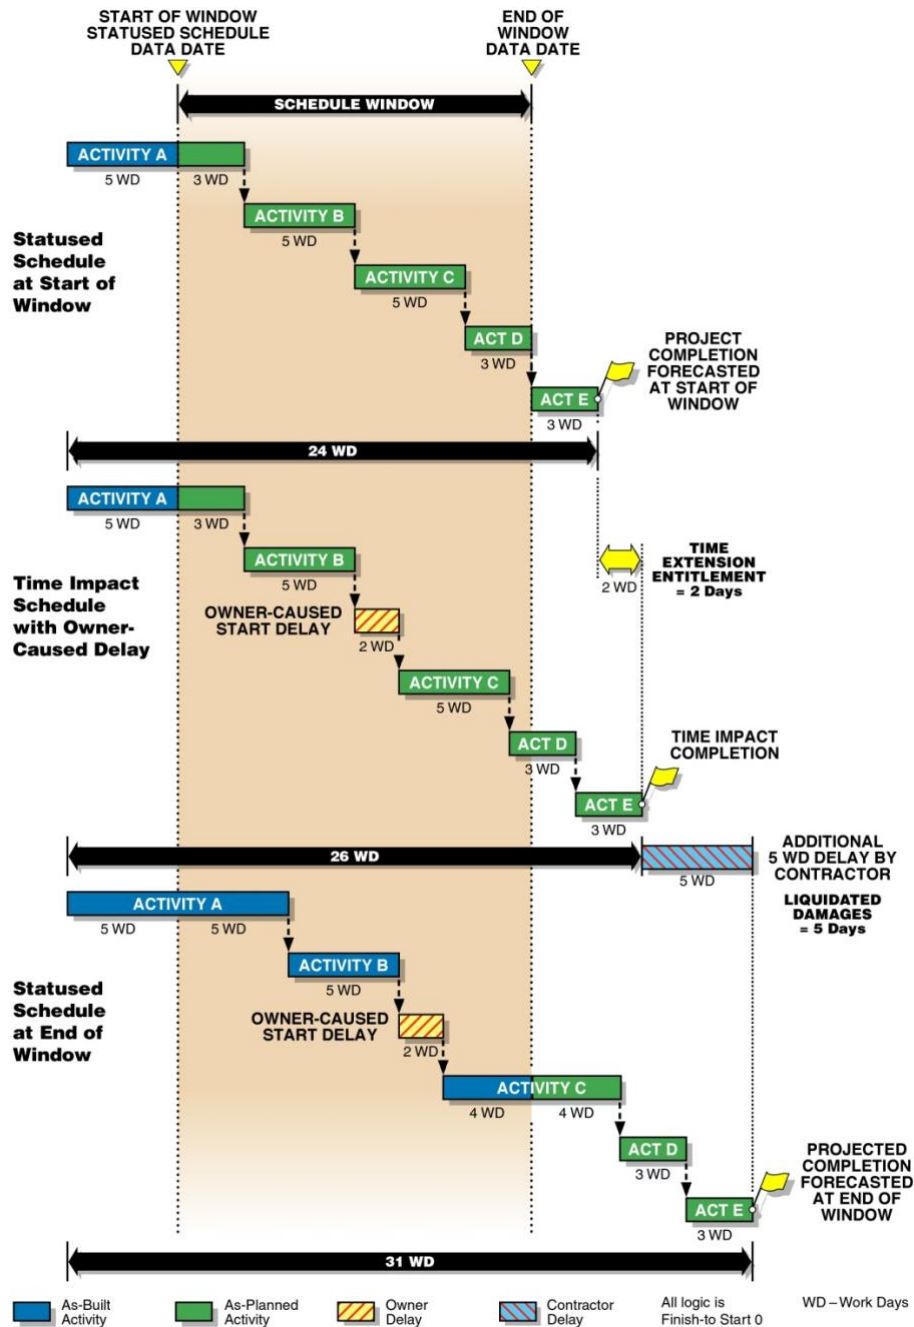 START OF WINDOW
STATUSED SCHEDULE
DATA DATE
END OF
WINDOW
DATA DATE
SCHEDULE WINDOW
ACTIVITY A
5 WD
3 WD
ACTIVITY B
5 WD
Statused
Schedule
at Start of
Window
ACTIVITY C
5 WD
ACT D
3 WD
PROJECT
COMPLETION
FORECASTED
AT START OF
WINDOW
ACT E
3 WD
24 WD
ACTIVITY A
5 WD
3 WD
ACTIVITY B
5 WD
2 WD
TIME
EXTENSION
ENTITLEMENT
= 2 Days
Time Impact
Schedule
with Owner-
Caused Delay
OWNER-CAUSED
START DELAY
2 WD
ACTIVITY C
5 WD
ACT D
3 WD
TIME IMPACT
COMPLETION
ACT E
3 WD
26 WD
5 WD
ADDITIONAL
5 WD DELAY BY
CONTRACTOR
LIQUIDATED
DAMAGES
= 5 Days
ACTIVITY A
5 WD
5 WD
ACTIVITY B
5 WD
Statused
Schedule
at End of
Window
OWNER-CAUSED
START DELAY
2 WD
ACTIVITY C
4 WD
4 WD
ACT D
3 WD
PROJECTED
COMPLETION
FORECASTED
AT END OF
WINDOW
ACT E
3 WD
31 WD
As-Built
Activity
As-Planned
Activity
Owner
Delay
Contractor
Delay
All logic is
Finish-to Start 0
WD – Work Days